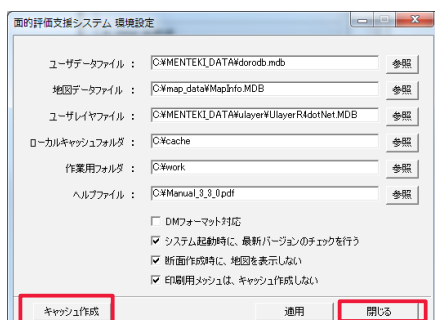 面的評価支援システム 環境設定
ユーザデータファイル : C:¥MENTEKI_DATA¥dorodb.mdb 参照
地図データファイル : C:¥map_data¥MapInfo.MDB 参照
ユーザレイヤファイル : C:¥MENTEKI_DATA¥ulayer¥UlayerR4dotNet.MDB 参照
ローカルキャッシュフォルダ : C:¥cache 参照
作業用フォルダ : C:¥work 参照
ヘルプファイル : C:¥Manual_3_3_0.pdf 参照
DMフォーマット対応
システム起動時に、最新バージョンのチェックを行う
断面作成時に、地図を表示しない
印刷用メッシュは、キャッシュ作成しない
キャッシュ作成 適用 閉じる